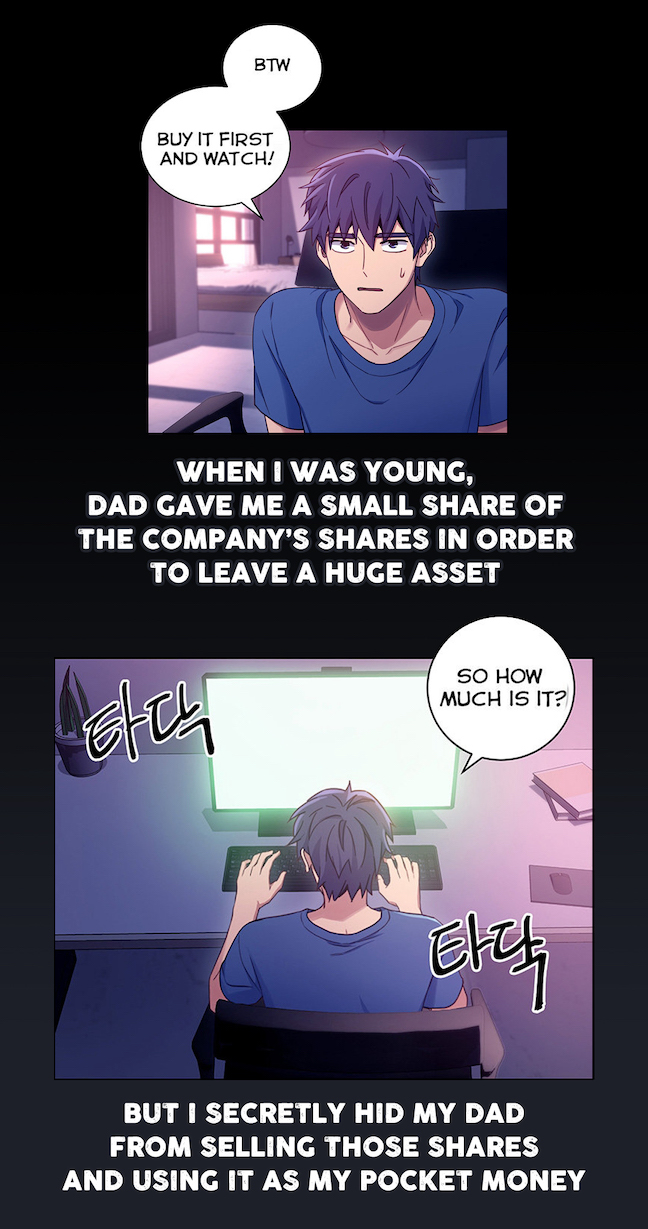 BTW
BUY IT FIRST
AND WATCH!
WHEN I WAS YOUNG,
DAD GAVE ME A SMALL SHARE OF
THE COMPANY'S SHARES IN ORDER
TO LEAVE A HUGE ASSET
SO HOW
MUCH IS IT?
타닥
타닥
BUT I SECRETLY HID MY DAD
FROM SELLING THOSE SHARES
AND USING IT AS MY POCKET MONEY